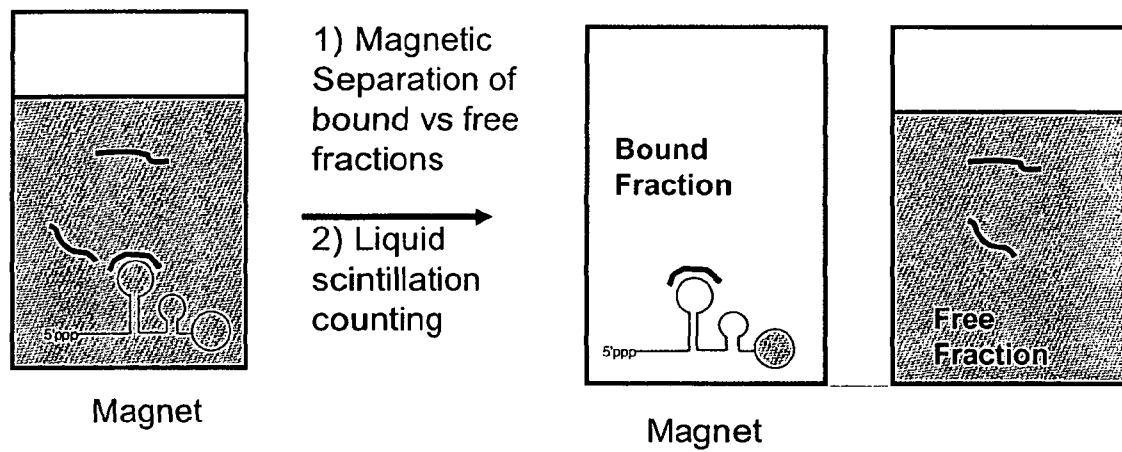 5'ppp
Magnet
1) Magnetic
Separation of
bound vs free
fractions
2) Liquid
scintillation
counting
Bound
Fraction
5'ppp
Magnet
Free
Fraction